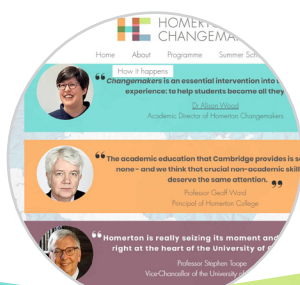 HOMERTON
CHANGEMA
Home About Programme Summer Sch
How it happens
“ Changemakers is an essential intervention into
experience: to help students become all they
Dr Alison Wood
Academic Director of Homerton Changemakers
“ The academic education that Cambridge provides is s
none - and we think that crucial non-academic skill
deserve the same attention. ”
Professor Geoff Ward
Principal of Homerton College
“ Homerton is really seizing its moment and
right at the heart of the University of
Professor Stephen Toope
Vice-Chancellor of the University of